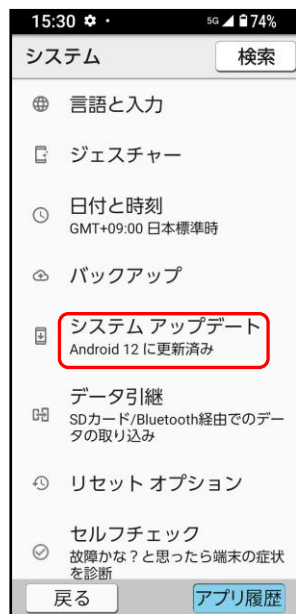 15:30 5G 74%
システム 検索
言語と入力
ジェスチャー
日付と時刻
GMT+09:00 日本標準時
バックアップ
システム アップデート
Android 12 に更新済み
データ引継
SDカード/Bluetooth経由でのデー
タの取り込み
リセット オプション
セルフチェック
故障かな？と思ったら端末の症状
を診断
戻る アプリ履歴